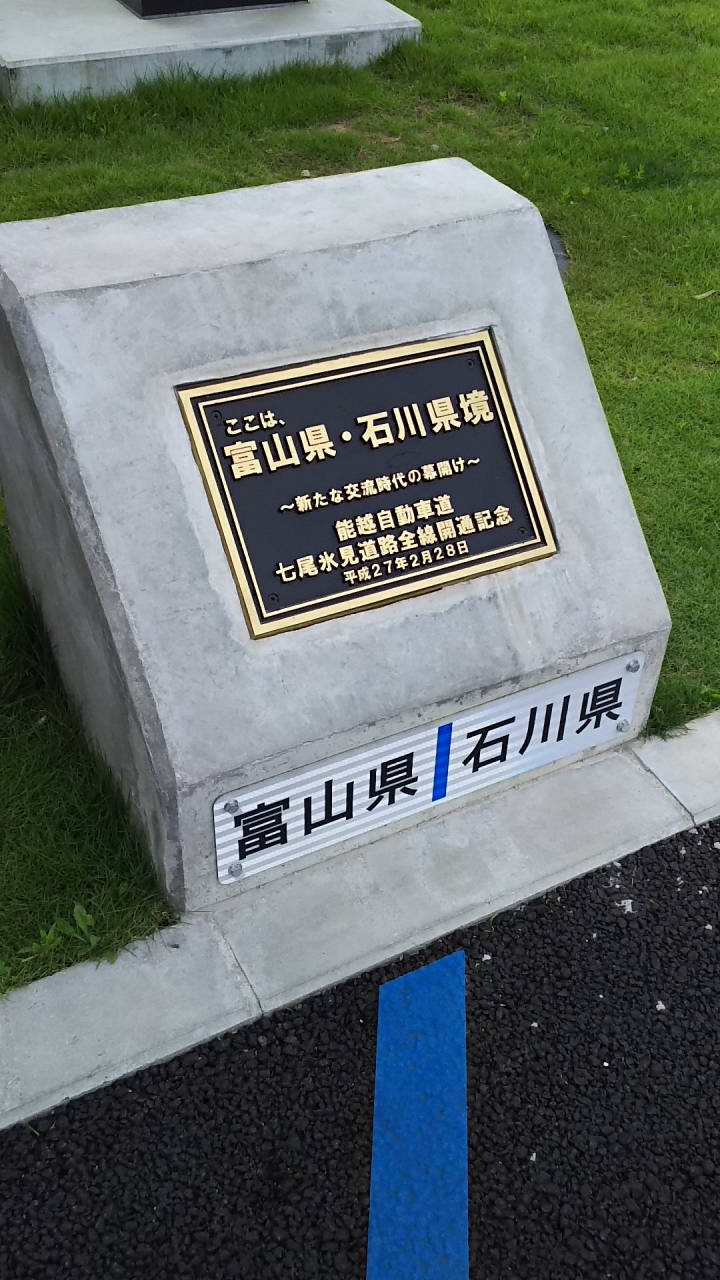 ここは、
富山県・石川県境
～新たな交流時代の幕開け～
能越自動車道
七尾氷見道路全線開通記念
平成27年2月28日
富山県 石川県